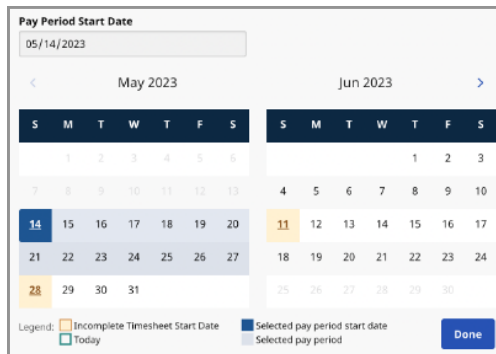 Pay Period Start Date
05/14/2023
May 2023
Jun 2023
S M T W T F S
S M T W T F S
1 2 3 4 5 6
1 2 3
7 8 9 10 11 12 13
4 5 6 7 8 9 10
14 15 16 17 18 19 20
11 12 13 14 15 16 17
21 22 23 24 25 26 27
18 19 20 21 22 23 24
28 29 30 31
25 26 27 28 29 30
Legend: Incomplete Timesheet Start Date
Selected pay period start date
Today
Selected pay period
Done